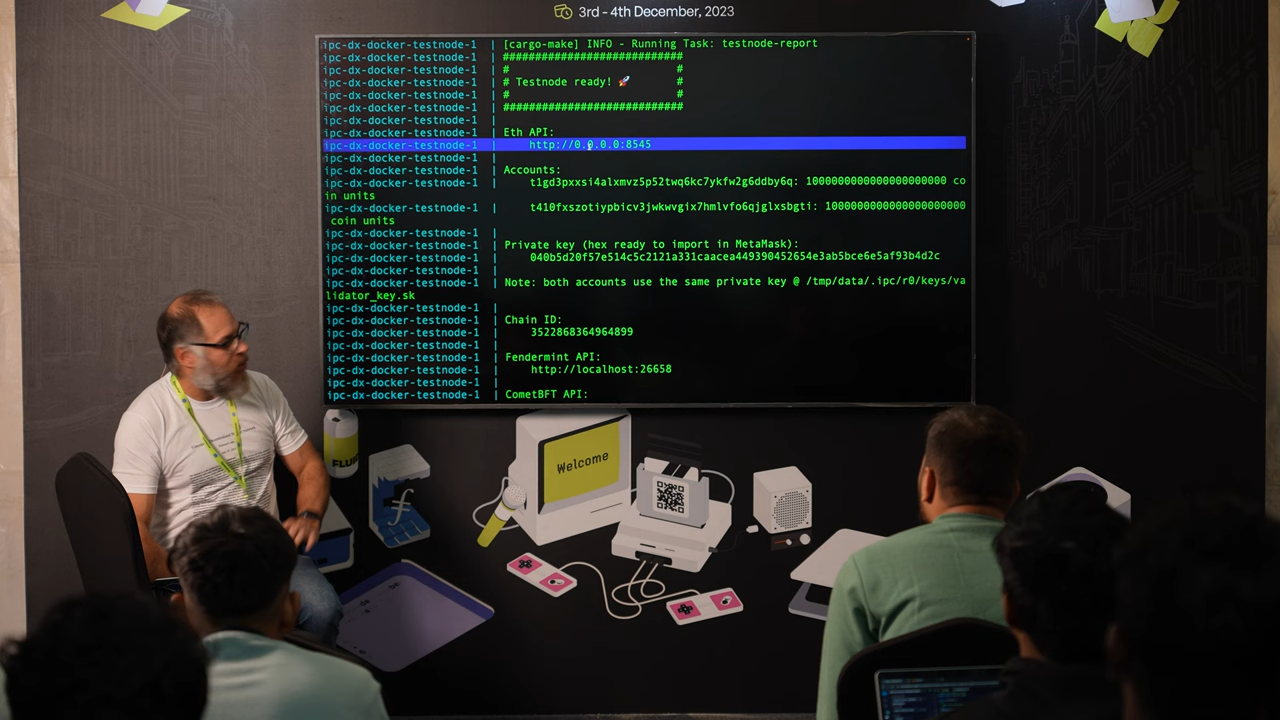 3rd - 4th December, 2023
ipc-dx-docker-testnode-1 | [cargo-make] INFO - Running Task: testnode-report
ipc-dx-docker-testnode-1 | ############################
ipc-dx-docker-testnode-1 | # #
ipc-dx-docker-testnode-1 | # Testnode ready! 🚀 #
ipc-dx-docker-testnode-1 | # #
ipc-dx-docker-testnode-1 | ############################
ipc-dx-docker-testnode-1 |
ipc-dx-docker-testnode-1 | Eth API:
ipc-dx-docker-testnode-1 | http://0.0.0.0:8545
ipc-dx-docker-testnode-1 |
ipc-dx-docker-testnode-1 | Accounts:
ipc-dx-docker-testnode-1 | t1gd3pxxsi4alxmvz5p52twq6kc7ykfw2g6ddby6q: 1000000000000000000000 co
in units
ipc-dx-docker-testnode-1 | t410fxszotiypbicv3jwkwvgix7hmlvfo6qjglxsbgti: 1000000000000000000000
coin units
ipc-dx-docker-testnode-1 |
ipc-dx-docker-testnode-1 | Private key (hex ready to import in MetaMask):
ipc-dx-docker-testnode-1 | 040b5d20f57e514c5c2121a331caacea449390452654e3ab5bce6e5af93b4d2c
ipc-dx-docker-testnode-1 |
ipc-dx-docker-testnode-1 | Note: both accounts use the same private key @ /tmp/data/.ipc/r0/keys/va
lidator_key.sk
ipc-dx-docker-testnode-1 |
ipc-dx-docker-testnode-1 | Chain ID:
ipc-dx-docker-testnode-1 | 3522868364964899
ipc-dx-docker-testnode-1 |
ipc-dx-docker-testnode-1 | Fendermint API:
ipc-dx-docker-testnode-1 | http://localhost:26658
ipc-dx-docker-testnode-1 |
ipc-dx-docker-testnode-1 | CometBFT API:
Welcome